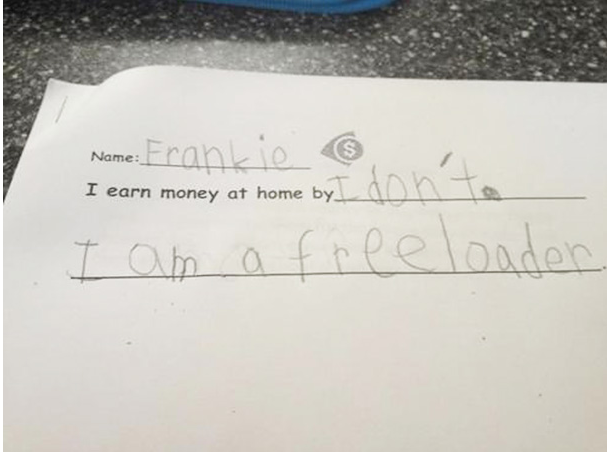 Name: Frankie $
I earn money at home by I don't.
I am a freeloader.